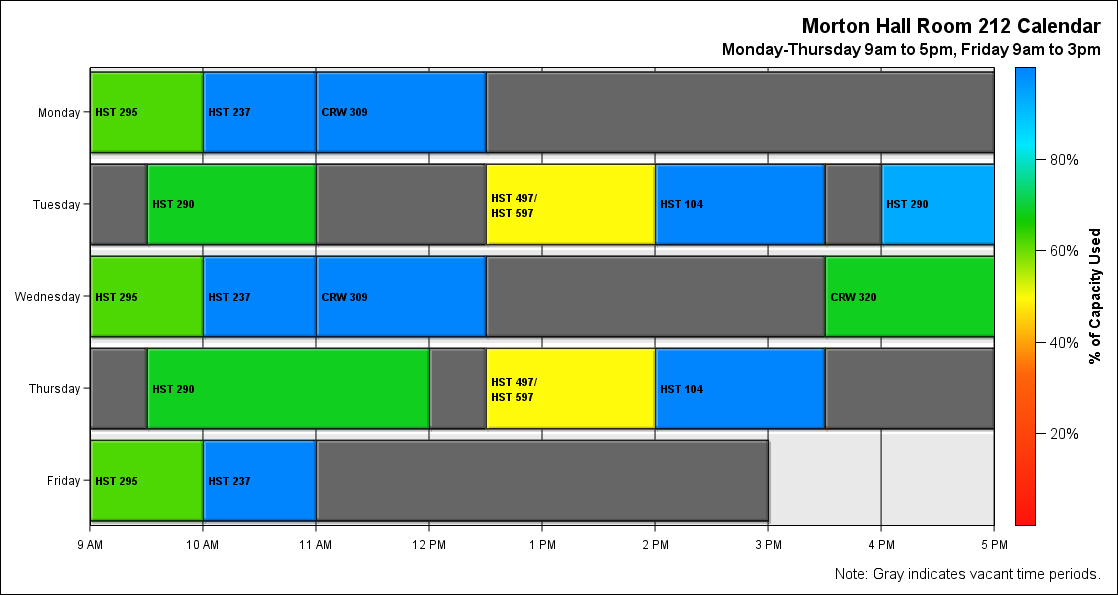 Morton Hall Room 212 Calendar
Monday-Thursday 9am to 5pm, Friday 9am to 3pm
Monday
HST 295
HST 237
CRW 309
Tuesday
HST 290
HST 497/
HST 597
HST 104
HST 290
Wednesday
HST 295
HST 237
CRW 309
CRW 320
Thursday
HST 290
HST 497/
HST 597
HST 104
Friday
HST 295
HST 237
9 AM
10 AM
11 AM
12 PM
1 PM
2 PM
3 PM
4 PM
5 PM
80%
60%
40%
20%
% of Capacity Used
Note: Gray indicates vacant time periods.